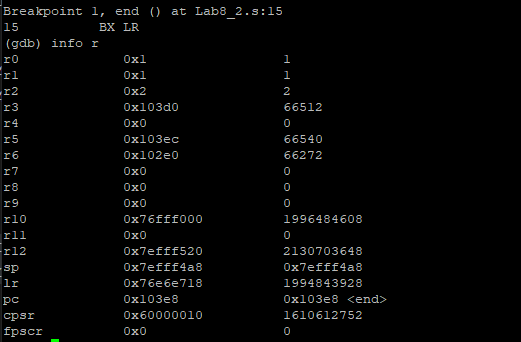 Breakpoint 1, end () at Lab8_2.s:15
15 BX LR
(gdb) info r
r0 0x1 1
r1 0x1 1
r2 0x2 2
r3 0x103d0 66512
r4 0x0 0
r5 0x103ec 66540
r6 0x102e0 66272
r7 0x0 0
r8 0x0 0
r9 0x0 0
r10 0x76fff000 1996484608
r11 0x0 0
r12 0x7efff520 2130703648
sp 0x7efff4a8 0x7efff4a8
lr 0x76e6e718 1994843928
pc 0x103e8 0x103e8 <end>
cpsr 0x60000010 1610612752
fpscr 0x0 0